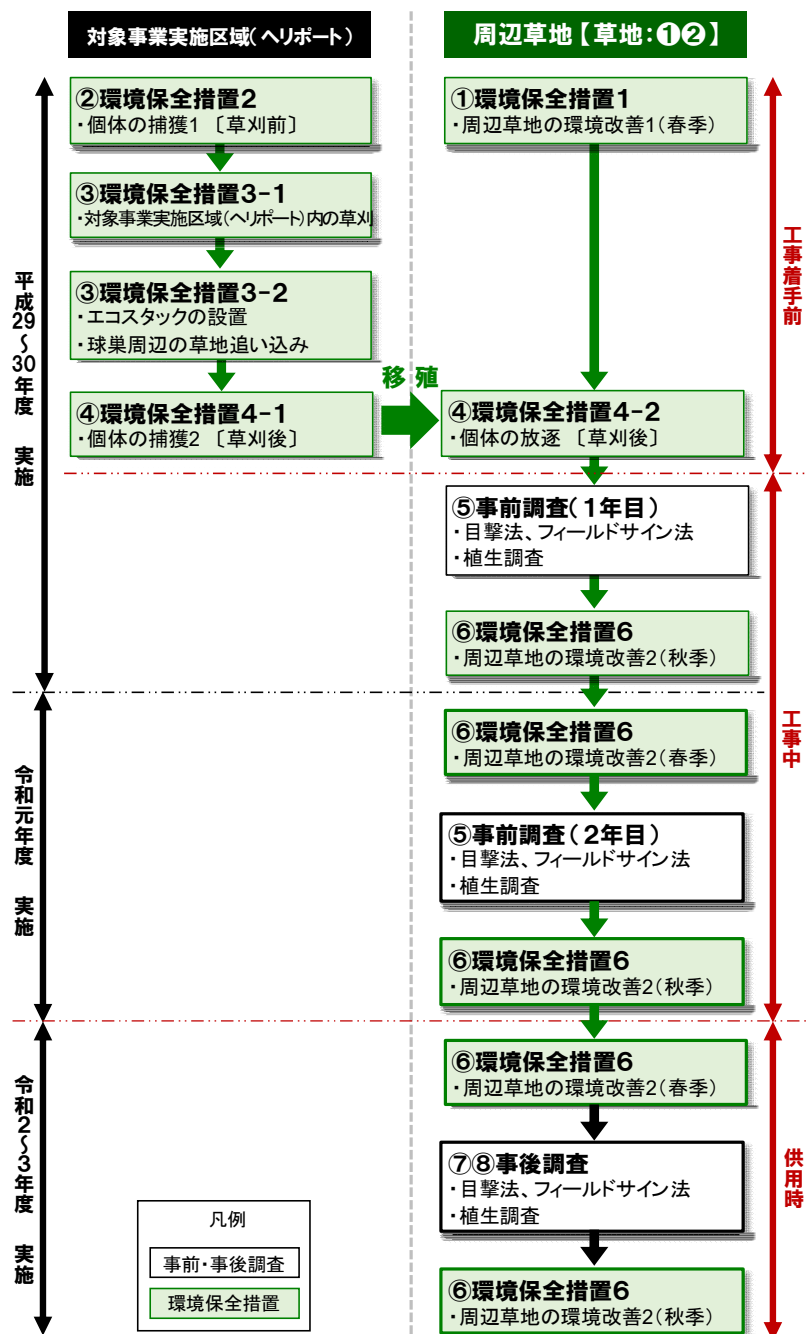 対象事業実施区域(ヘリポート)
周辺草地【草地:❶❷】
平成29~30年度 実施
②環境保全措置2
・個体の捕獲1 〔草刈前〕
③環境保全措置3-1
・対象事業実施区域(ヘリポート)内の草刈
③環境保全措置3-2
・エコスタックの設置
・球巣周辺の草地追い込み
④環境保全措置4-1
・個体の捕獲2 〔草刈後〕
移 殖
①環境保全措置1
・周辺草地の環境改善1(春季)
④環境保全措置4-2
・個体の放逐 〔草刈後〕
工事着手前
⑤事前調査(1年目)
・目撃法、フィールドサイン法
・植生調査
⑥環境保全措置6
・周辺草地の環境改善2(秋季)
工事中
令和元年度 実施
⑥環境保全措置6
・周辺草地の環境改善2(春季)
⑤事前調査(2年目)
・目撃法、フィールドサイン法
・植生調査
⑥環境保全措置6
・周辺草地の環境改善2(秋季)
令和2~3年度 実施
⑥環境保全措置6
・周辺草地の環境改善2(春季)
⑦⑧事後調査
・目撃法、フィールドサイン法
・植生調査
⑥環境保全措置6
・周辺草地の環境改善2(秋季)
供用時
凡例
事前・事後調査
環境保全措置